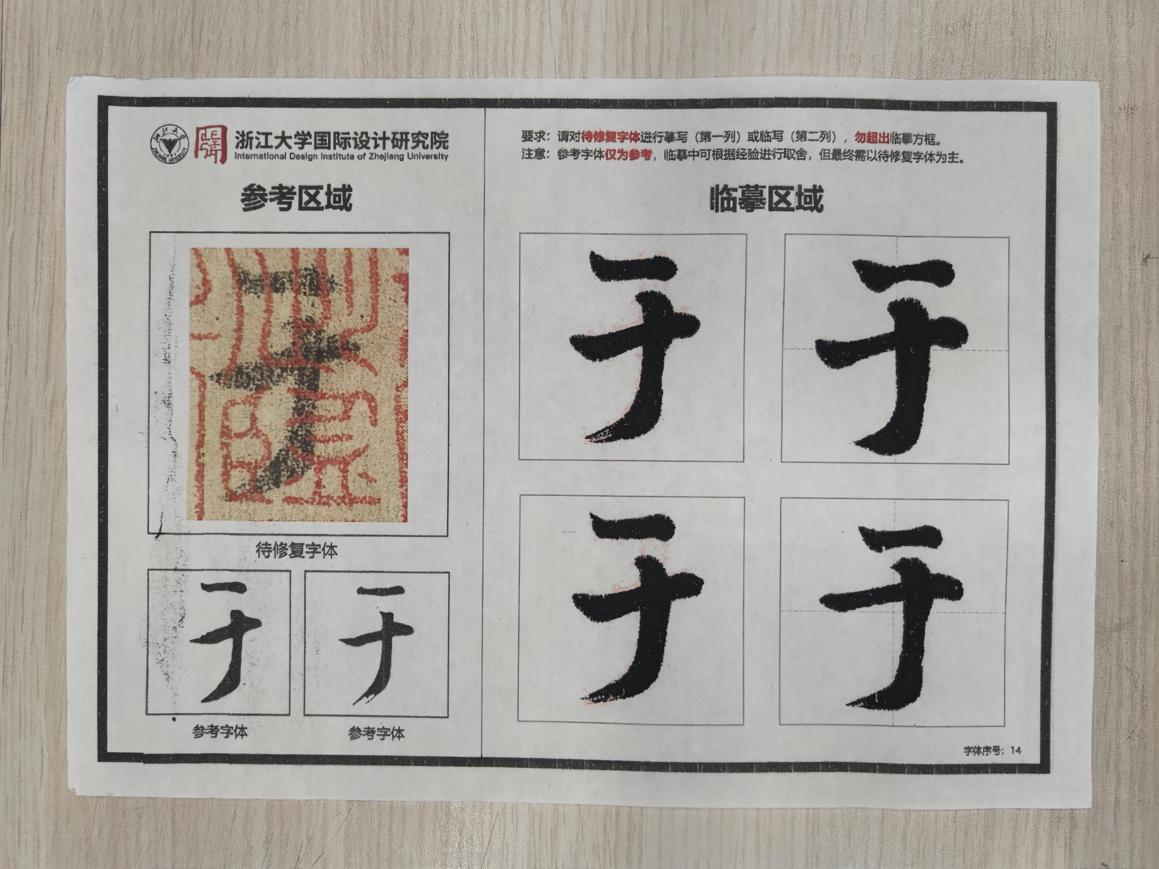 浙江大学国际设计研究院
International Design Institute of Zhejiang University
要求：请对待修复字体进行摹写（第一列）或临写（第二列），勿超出临摹方框。
注意：参考字体仅为参考，临摹中可根据经验进行取舍，但最终需以待修复字体为主。
参考区域
临摹区域
于
待修复字体
于 于
参考字体 参考字体
于 于
于 于
字体序号：14